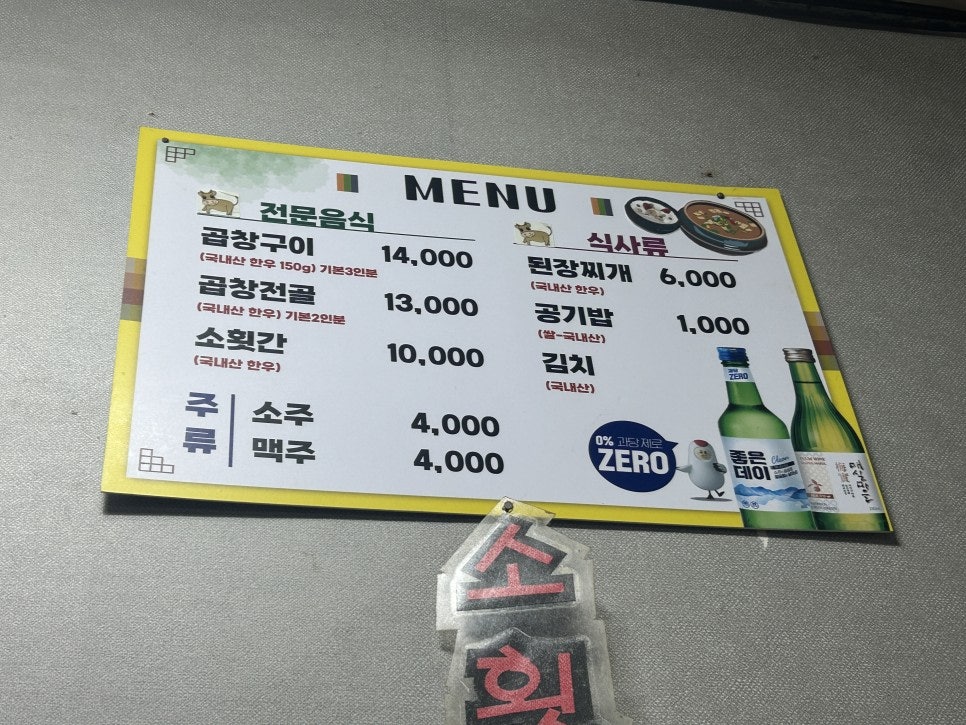 MENU
전문음식
곱창구이 14,000
(국내산 한우 150g) 기본3인분
곱창전골 13,000
(국내산 한우) 기본2인분
소횟간 10,000
(국내산 한우)
주류
소주 4,000
맥주 4,000
식사류
된장찌개 6,000
(국내산 한우)
공기밥 1,000
(쌀-국내산)
김치
(국내산)
0% 과당 제로
ZERO
ZERO
좋은
데이
소
횟